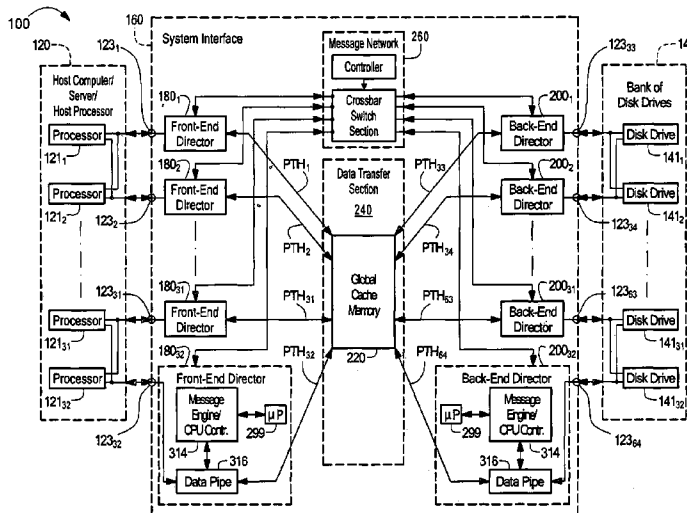 100
120
123₁
160
System Interface
Message Network
260
Controller
Crossbar
Switch
Section
123₃₃
Host Computer/
Server/
Host Processor
Bank of
Disk Drives
180₁
200₁
Processor
121₁
Front-End
Director
Back-End
Director
Disk Drive
141₁
180₂
PTH₁
Data Transfer
Section
240
PTH₃₃
200₂
Processor
121₂
123₂
Front-End
Director
PTH₂
PTH₃₄
Back-End
Director
123₃₄
Disk Drive
141₂
180₃₁
123₃₁
PTH₃₁
Global
Cache
Memory
PTH₆₃
200₃₁
123₆₃
Processor
121₃₁
Front-End
Director
Back-End
Director
Disk Drive
141₃₁
180₃₂
PTH₃₂
220
PTH₆₄
200₃₂
Processor
121₃₂
123₃₂
Front-End Director
Message
Engine/
CPU Contr.
314
µP
299
316
Data Pipe
Back-End Director
µP
299
Message
Engine/
CPU Contr.
314
316
Data Pipe
Disk Drive
141₃₂
123₆₄